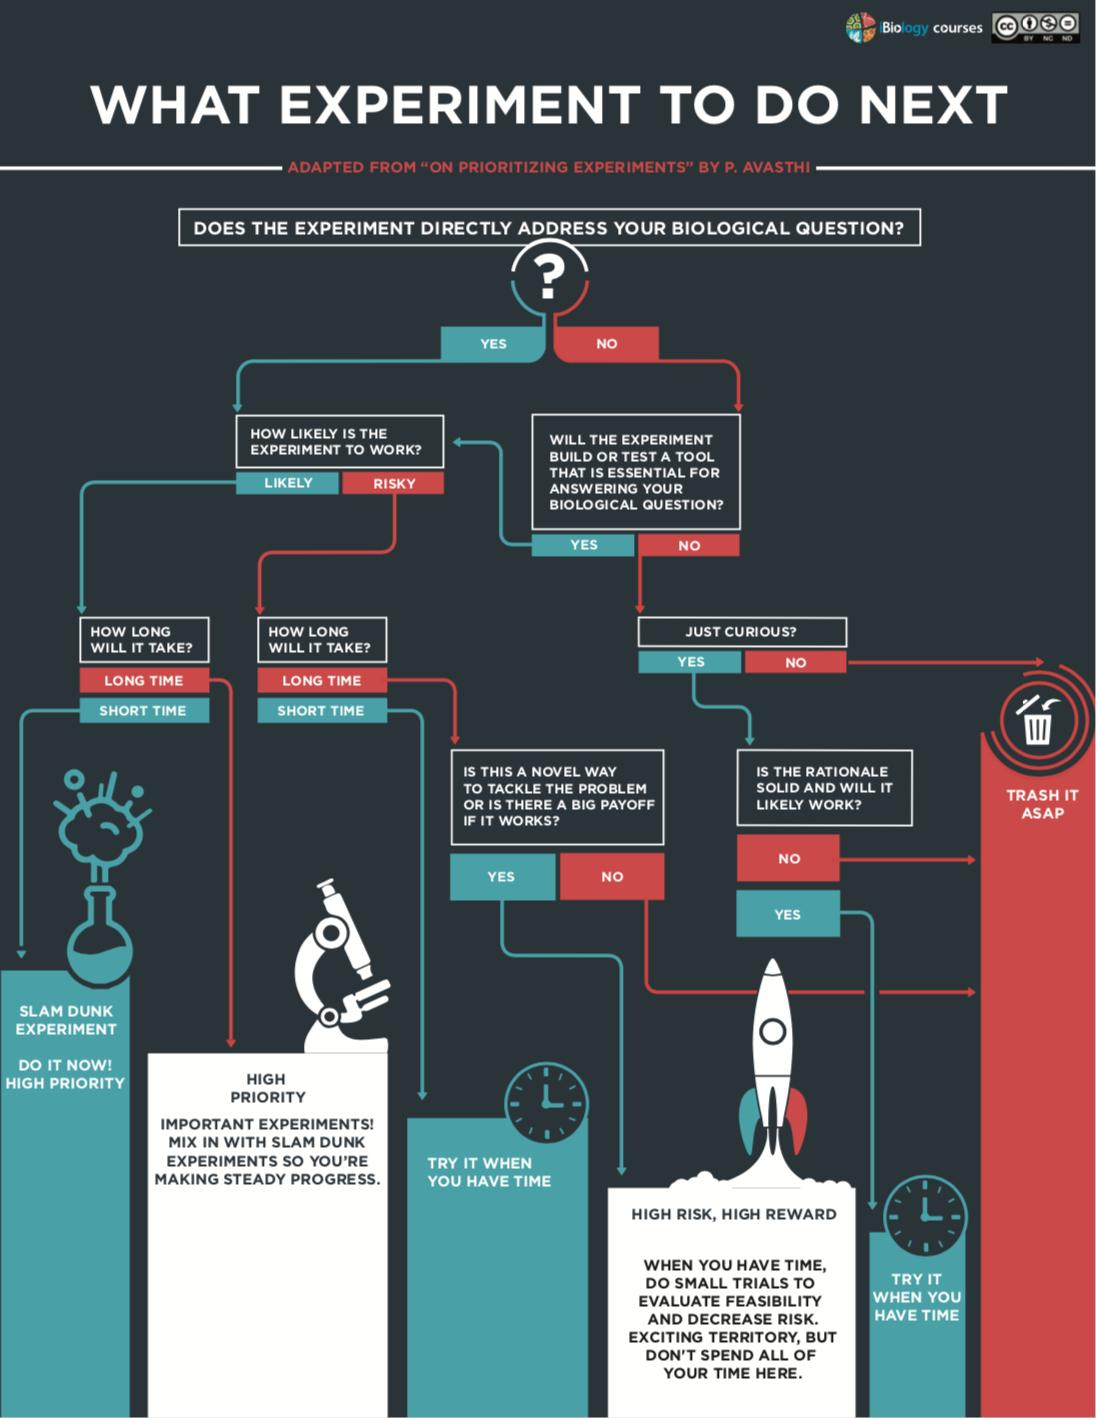 iBiology courses
cc
BY NC ND
WHAT EXPERIMENT TO DO NEXT
ADAPTED FROM “ON PRIORITIZING EXPERIMENTS” BY P. AVASTHI
DOES THE EXPERIMENT DIRECTLY ADDRESS YOUR BIOLOGICAL QUESTION?
?
YES
NO
HOW LIKELY IS THE
EXPERIMENT TO WORK?
LIKELY
RISKY
WILL THE EXPERIMENT
BUILD OR TEST A TOOL
THAT IS ESSENTIAL FOR
ANSWERING YOUR
BIOLOGICAL QUESTION?
YES
NO
HOW LONG
WILL IT TAKE?
LONG TIME
SHORT TIME
HOW LONG
WILL IT TAKE?
LONG TIME
SHORT TIME
JUST CURIOUS?
YES
NO
IS THIS A NOVEL WAY
TO TACKLE THE PROBLEM
OR IS THERE A BIG PAYOFF
IF IT WORKS?
YES
NO
IS THE RATIONALE
SOLID AND WILL IT
LIKELY WORK?
NO
YES
TRASH IT
ASAP
SLAM DUNK
EXPERIMENT
DO IT NOW!
HIGH PRIORITY
HIGH
PRIORITY
IMPORTANT EXPERIMENTS!
MIX IN WITH SLAM DUNK
EXPERIMENTS SO YOU’RE
MAKING STEADY PROGRESS.
TRY IT WHEN
YOU HAVE TIME
HIGH RISK, HIGH REWARD
WHEN YOU HAVE TIME,
DO SMALL TRIALS TO
EVALUATE FEASIBILITY
AND DECREASE RISK.
EXCITING TERRITORY, BUT
DON’T SPEND ALL OF
YOUR TIME HERE.
TRY IT
WHEN YOU
HAVE TIME